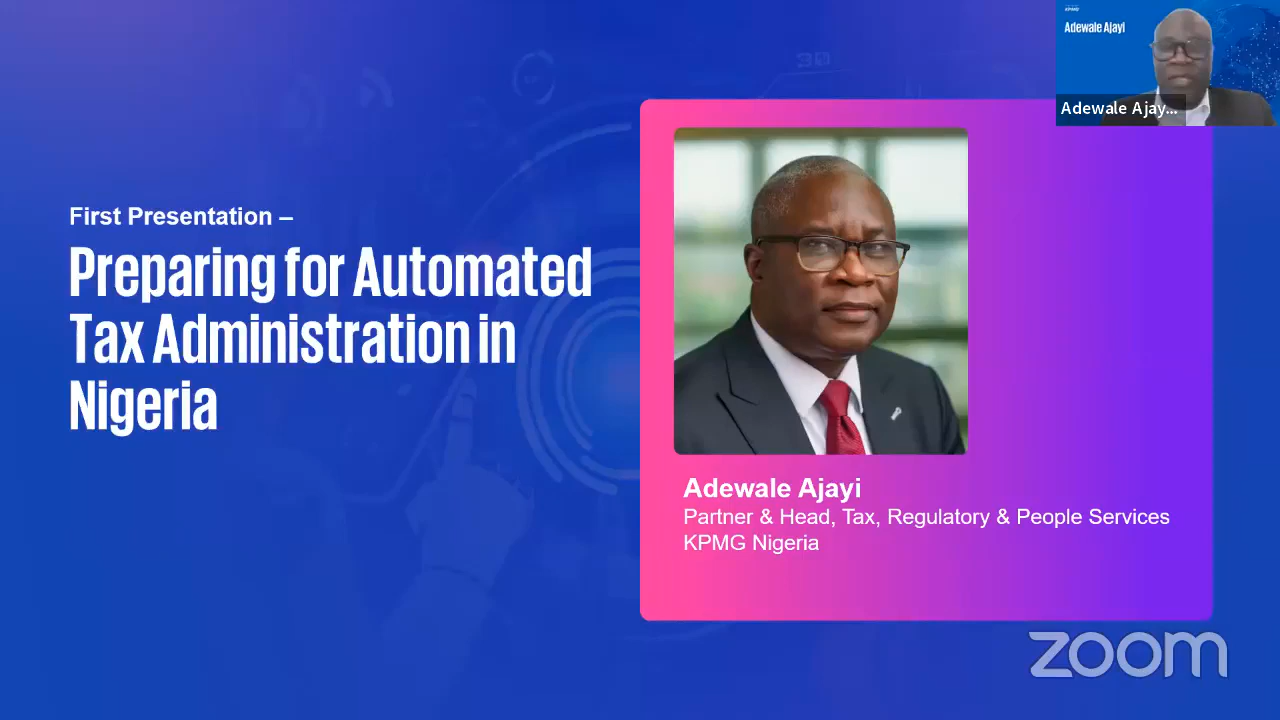 First Presentation –
Preparing for Automated
Tax Administration in
Nigeria
Adewale Ajayi
Partner & Head, Tax, Regulatory & People Services
KPMG Nigeria
KPMG
Adewale Ajayi
Adewale Ajay...
zoom